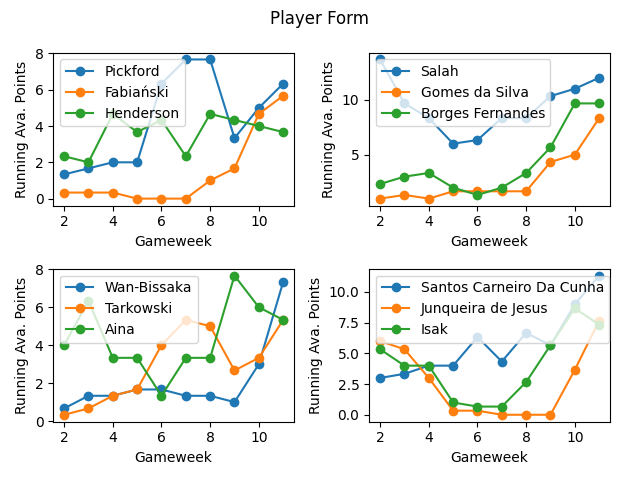 Player Form
Running Ava. Points
8
6
4
2
0
Pickford
Fabiański
Henderson
2 4 6 8 10
Gameweek
Running Ava. Points
10
5
Salah
Gomes da Silva
Borges Fernandes
2 4 6 8 10
Gameweek
Running Ava. Points
8
6
4
2
0
Wan-Bissaka
Tarkowski
Aina
2 4 6 8 10
Gameweek
Running Ava. Points
10.0
7.5
5.0
2.5
0.0
Santos Carneiro Da Cunha
Junqueira de Jesus
Isak
2 4 6 8 10
Gameweek